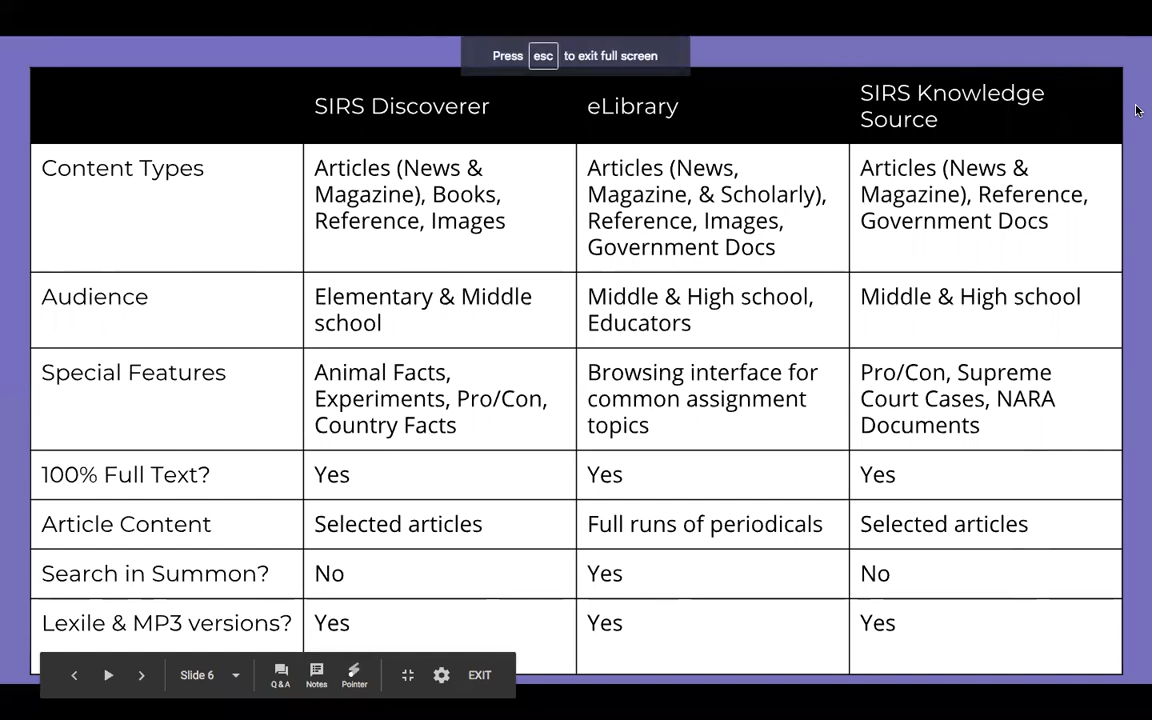 Press esc to exit full screen
SIRS Discoverer
eLibrary
SIRS Knowledge
Source
Content Types
Articles (News &
Magazine), Books,
Reference, Images
Articles (News,
Magazine, & Scholarly),
Reference, Images,
Government Docs
Articles (News &
Magazine), Reference,
Government Docs
Audience
Elementary & Middle
school
Middle & High school,
Educators
Middle & High school
Special Features
Animal Facts,
Experiments, Pro/Con,
Country Facts
Browsing interface for
common assignment
topics
Pro/Con, Supreme
Court Cases, NARA
Documents
100% Full Text?
Yes
Yes
Yes
Article Content
Selected articles
Full runs of periodicals
Selected articles
Search in Summon?
No
Yes
No
Lexile & MP3 versions?
Yes
Yes
Yes
Slide 6
Q & A
Notes
Pointer
EXIT